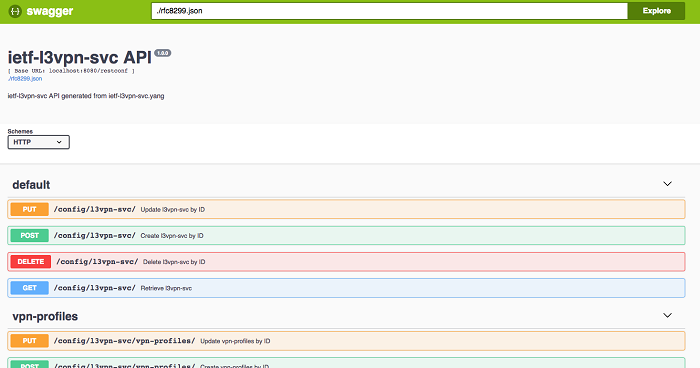 {···} swagger ./rfc8299.json Explore
ietf-l3vpn-svc API 1.0.0
[ Base URL: localhost:8080/restconf ]
./rfc8299.json
ietf-l3vpn-svc API generated from ietf-l3vpn-svc.yang
Schemes
HTTP
default
PUT /config/l3vpn-svc/ Update l3vpn-svc by ID
POST /config/l3vpn-svc/ Create l3vpn-svc by ID
DELETE /config/l3vpn-svc/ Delete l3vpn-svc by ID
GET /config/l3vpn-svc/ Retrieve l3vpn-svc
vpn-profiles
PUT /config/l3vpn-svc/vpn-profiles/ Update vpn-profiles by ID
POST /config/l3vpn-svc/vpn-profiles/ Create vpn-profiles by ID